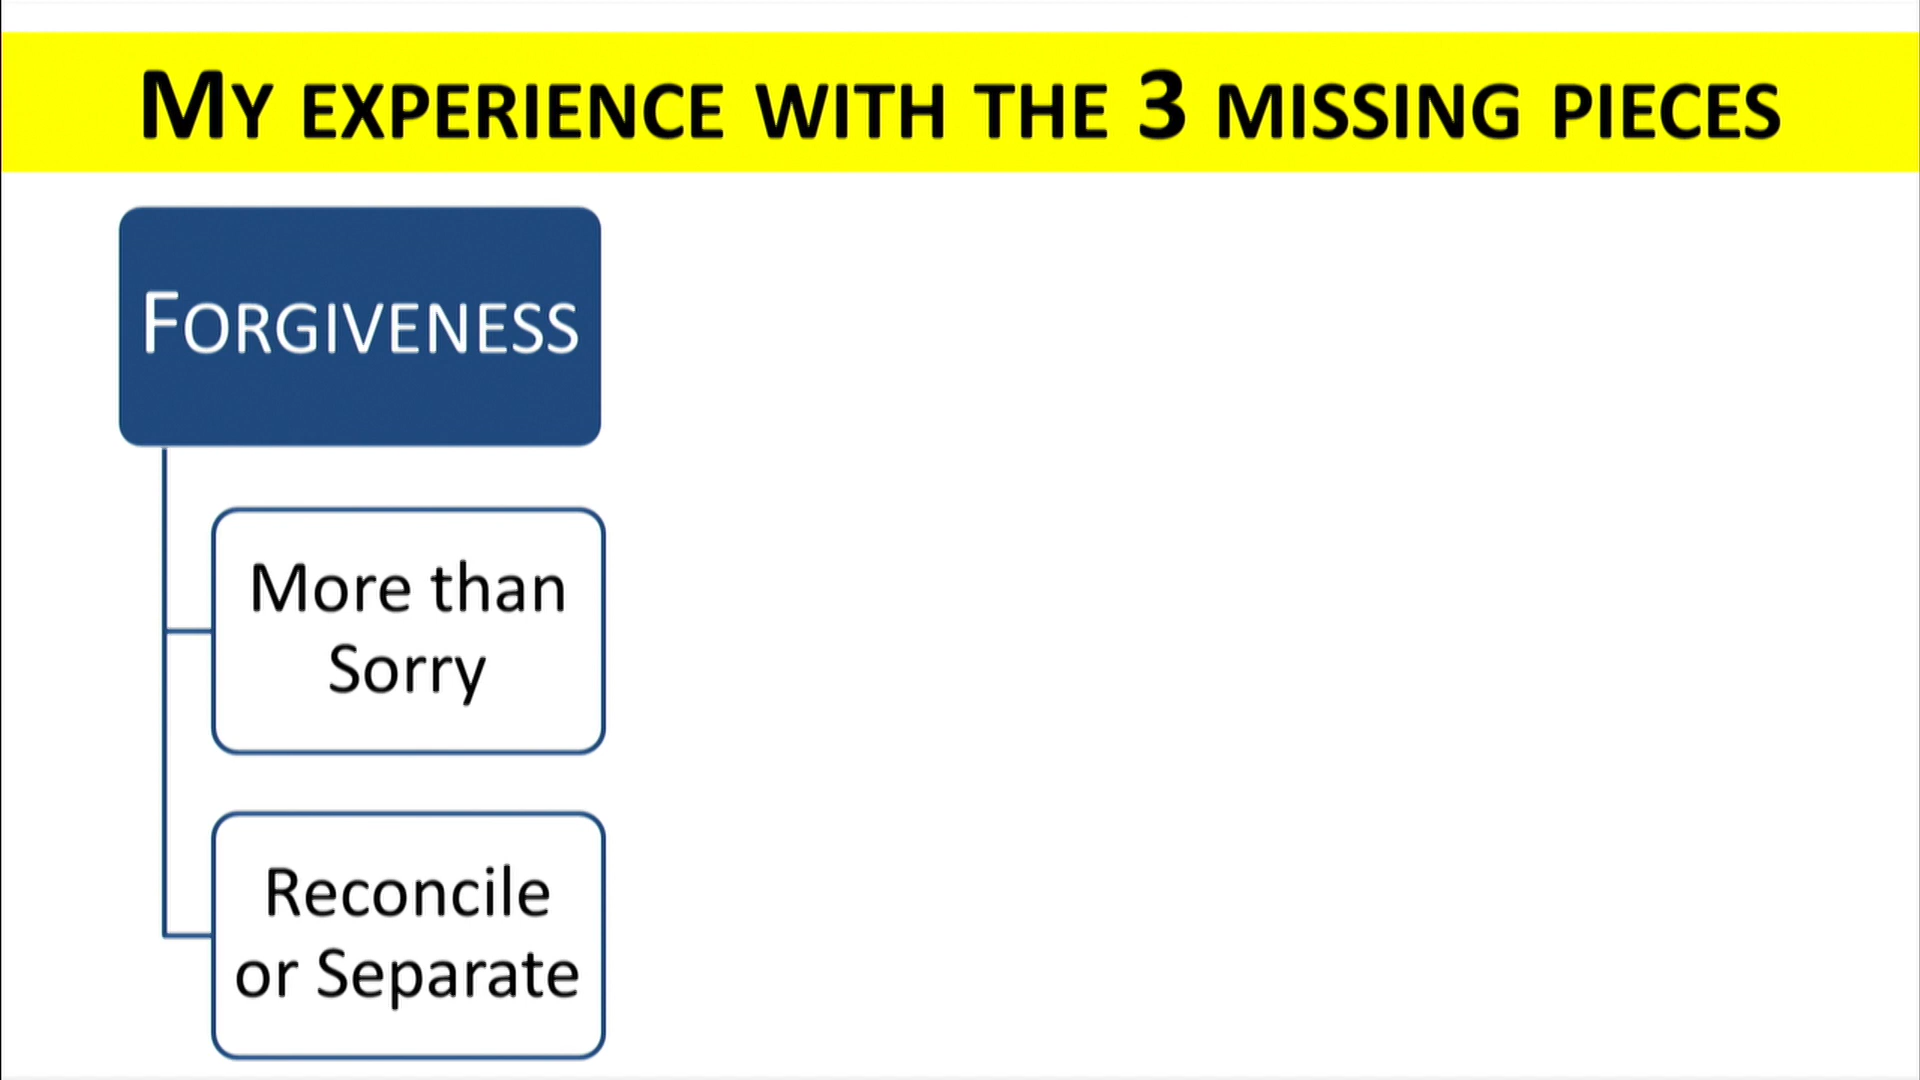 My experience with the 3 missing pieces
Forgiveness
More than
Sorry
Reconcile
or Separate